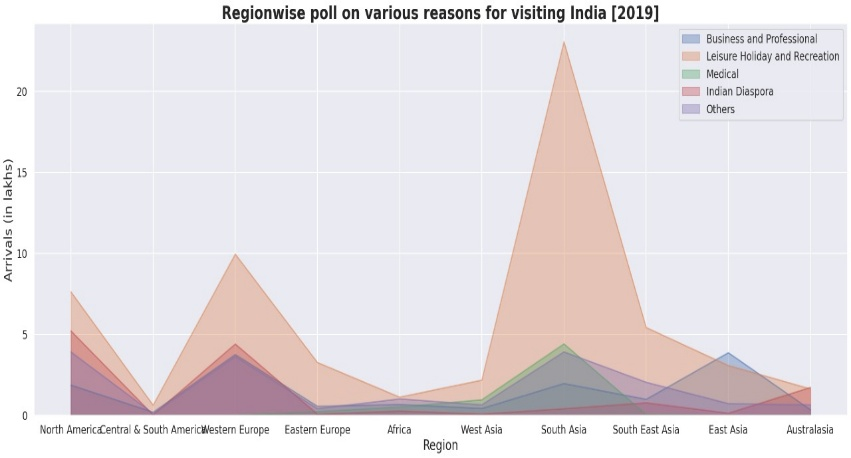 Regionwise poll on various reasons for visiting India [2019]
Business and Professional
Leisure Holiday and Recreation
Medical
Indian Diaspora
Others
Arrivals (in lakhs)
20
15
10
5
0
North America Central & South America Western Europe Eastern Europe Africa West Asia South Asia South East Asia East Asia Australasia
Region